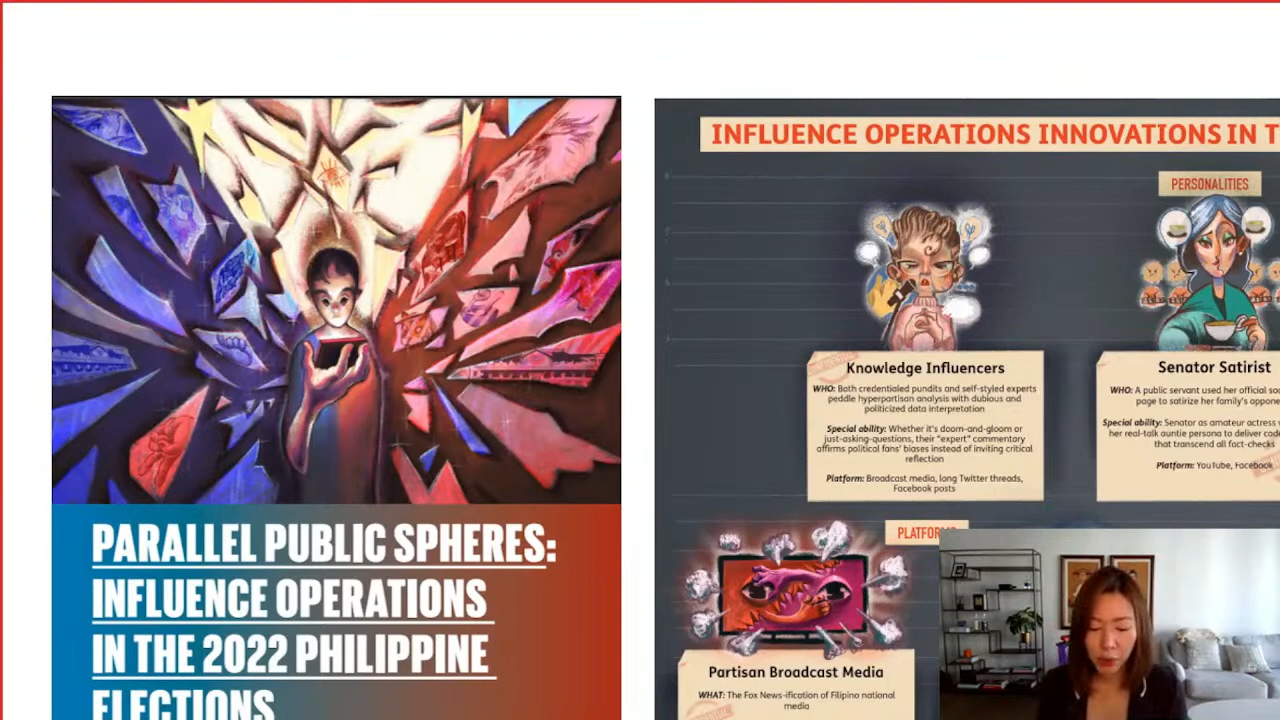 PARALLEL PUBLIC SPHERES:
INFLUENCE OPERATIONS
IN THE 2022 PHILIPPINE
ELECTIONS
INFLUENCE OPERATIONS INNOVATIONS IN T
PERSONALITIES
Knowledge Influencers
WHO: Both credentialed pundits and self-styled experts
peddle hyperpartisan analysis with dubious and
politicized data interpretation
Special ability: Whether it's doom-and-gloom or
just-asking-questions, their "expert" commentary
affirms political fans' biases instead of inviting critical
reflection
Platform: Broadcast media, long Twitter threads,
Facebook posts
Senator Satirist
WHO: A public servant used her official so
page to satirize her family's oppone
Special ability: Senator as amateur actress
her real-talk auntie persona to deliver cod
that transcend all fact-checks
Platform: YouTube, Facebook
PLATFORMS
Partisan Broadcast Media
WHAT: The Fox News-ification of Filipino national
media